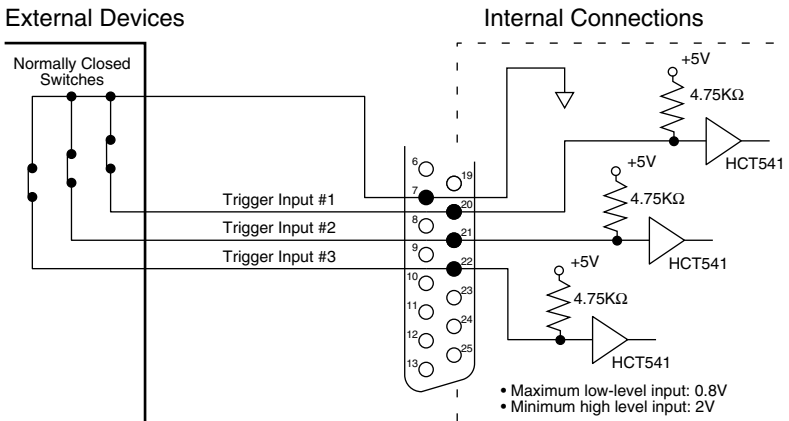 External Devices
Internal Connections
Normally Closed
Switches
+5V
4.75KΩ
HCT541
+5V
4.75KΩ
HCT541
+5V
4.75KΩ
HCT541
Trigger Input #1
Trigger Input #2
Trigger Input #3
6
19
7
20
8
21
9
22
10
23
11
24
12
25
13
• Maximum low-level input: 0.8V
• Minimum high level input: 2V